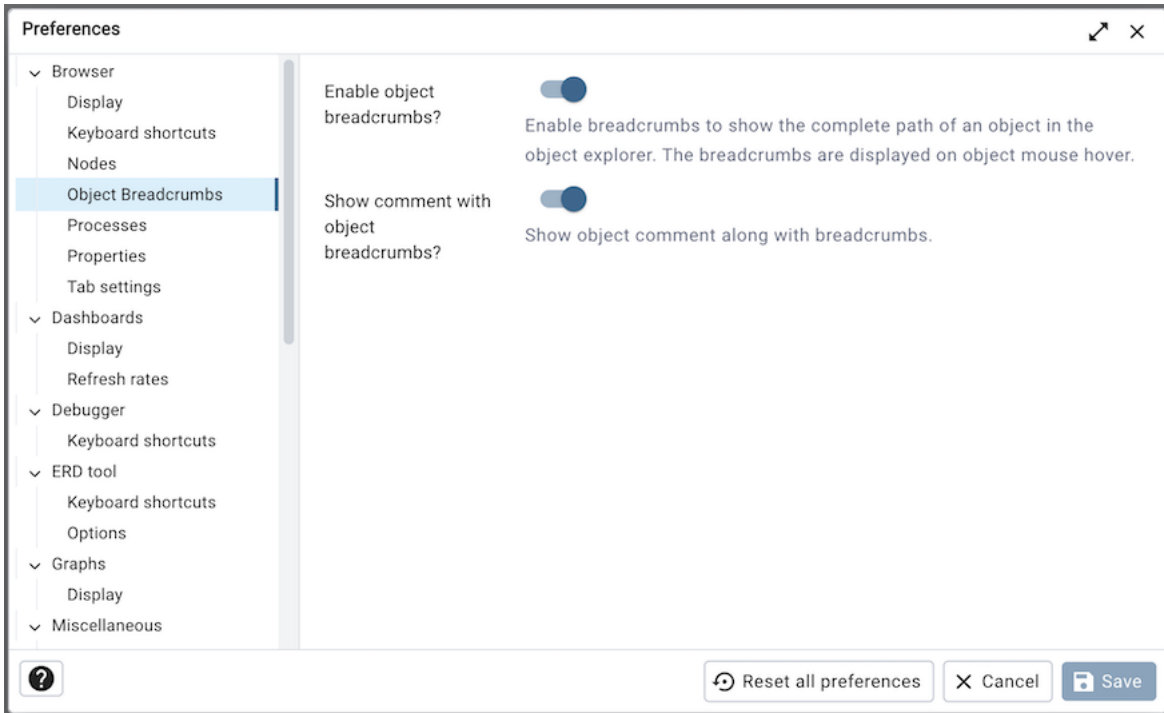 Preferences
Browser
Display
Keyboard shortcuts
Nodes
Object Breadcrumbs
Processes
Properties
Tab settings
Dashboards
Display
Refresh rates
Debugger
Keyboard shortcuts
ERD tool
Keyboard shortcuts
Options
Graphs
Display
Miscellaneous
Enable object
breadcrumbs?
Enable breadcrumbs to show the complete path of an object in the
object explorer. The breadcrumbs are displayed on object mouse hover.
Show comment with
object
breadcrumbs?
Show object comment along with breadcrumbs.
?
Reset all preferences
Cancel
Save